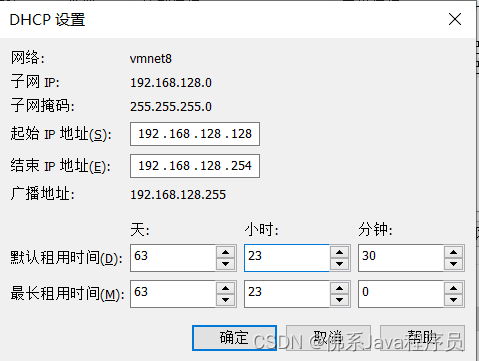 DHCP 设置
网络: vmnet8
子网 IP: 192.168.128.0
子网掩码: 255.255.255.0
起始 IP 地址(S): 192 . 168 . 128 . 128
结束 IP 地址(E): 192 . 168 . 128 . 254
广播地址: 192.168.128.255
天: 小时: 分钟:
默认租用时间(D): 63 23 30
最长租用时间(M): 63 23 0
确定 取消 帮助
CSDN @佛系Java程序员